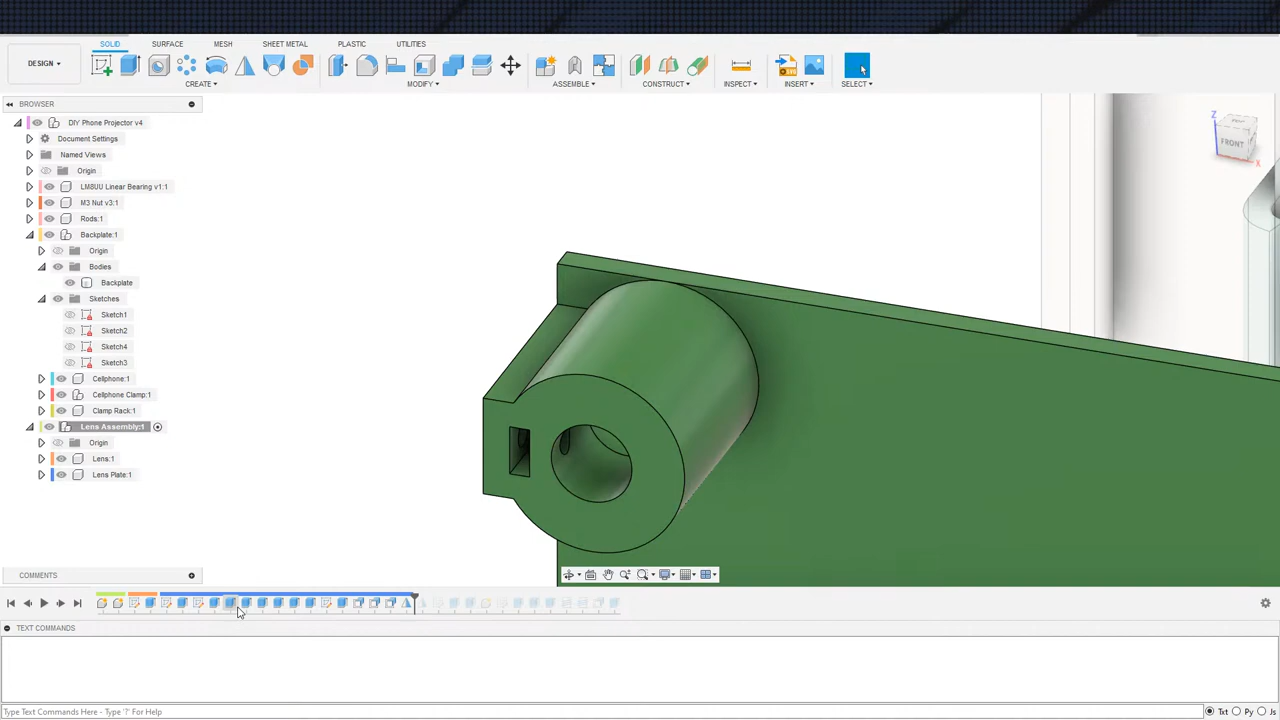 SOLID SURFACE MESH SHEET METAL PLASTIC UTILITIES
DESIGN
CREATE MODIFY ASSEMBLE CONSTRUCT INSPECT INSERT SELECT
BROWSER
DIY Phone Projector v4
Document Settings
Named Views
Origin
LM8UU Linear Bearing v1:1
M3 Nut v3:1
Rods:1
Backplate:1
Origin
Bodies
Backplate
Sketches
Sketch1
Sketch2
Sketch4
Sketch3
Cellphone:1
Cellphone Clamp:1
Clamp Rack:1
Lens Assembly:1
Origin
Lens:1
Lens Plate:1
Z
FRONT
X
COMMENTS
TEXT COMMANDS
Type Text Commands Here - Type '?' For Help
Txt Py Js